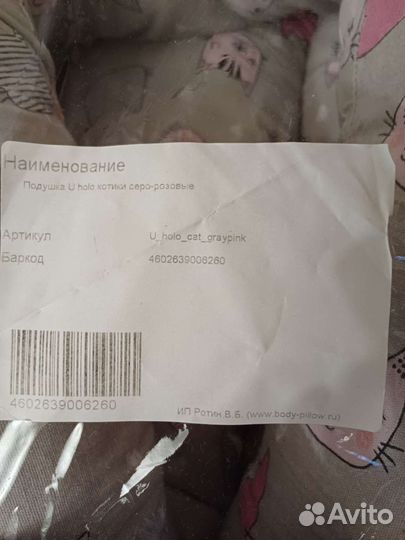 Наименование
Подушка U holo котики серо-розовые
Артикул U_holo_cat_graypink
Баркод 4602639006260
4602639006260
ИП Ротин В.Б. (www.body-pillow.ru)
Avito